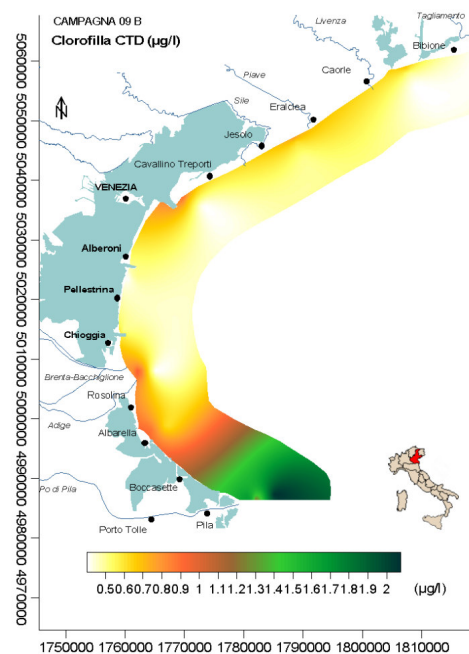 CAMPAGNA 09 B
Clorofilla CTD (µg/l)
Tagliamento
Livenza
Bibione
Caorle
Piave
Eraclea
Sile
Jesolo
Cavallino Treporti
VENEZIA
Alberoni
Pellestrina
Chioggia
Brenta-Bacchiglione
Rosolina
Adige
Albarella
Boccasette
Po di Pila
Porto Tolle
Pila
N
5060000
5050000
5040000
5030000
5020000
5010000
5000000
4990000
4980000
4970000
0.5 0.6 0.7 0.8 0.9 1 1.1 1.2 1.3 1.4 1.5 1.6 1.7 1.8 1.9 2 (µg/l)
1750000 1760000 1770000 1780000 1790000 1800000 1810000